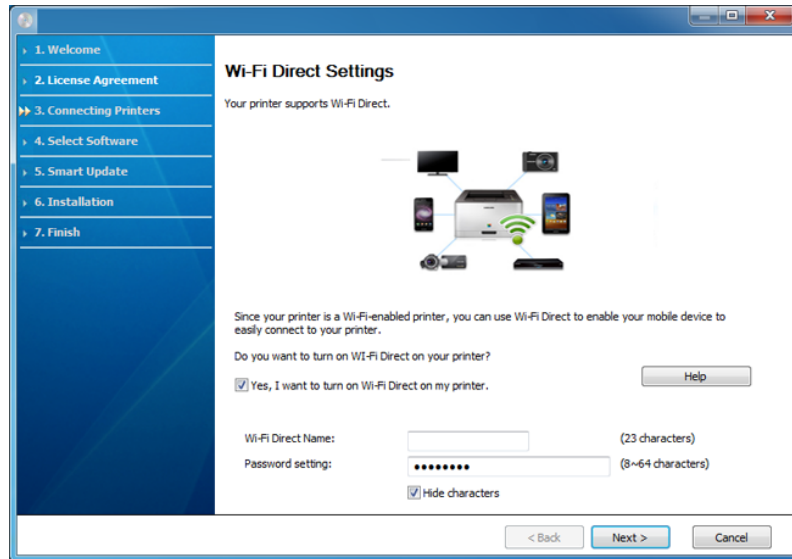 1. Welcome
2. License Agreement
3. Connecting Printers
4. Select Software
5. Smart Update
6. Installation
7. Finish
Wi-Fi Direct Settings
Your printer supports Wi-Fi Direct.
Since your printer is a Wi-Fi-enabled printer, you can use Wi-Fi Direct to enable your mobile device to
easily connect to your printer.
Do you want to turn on WI-Fi Direct on your printer?
Yes, I want to turn on Wi-Fi Direct on my printer.
Help
Wi-Fi Direct Name: (23 characters)
Password setting: •••••••• (8~64 characters)
Hide characters
< Back Next > Cancel